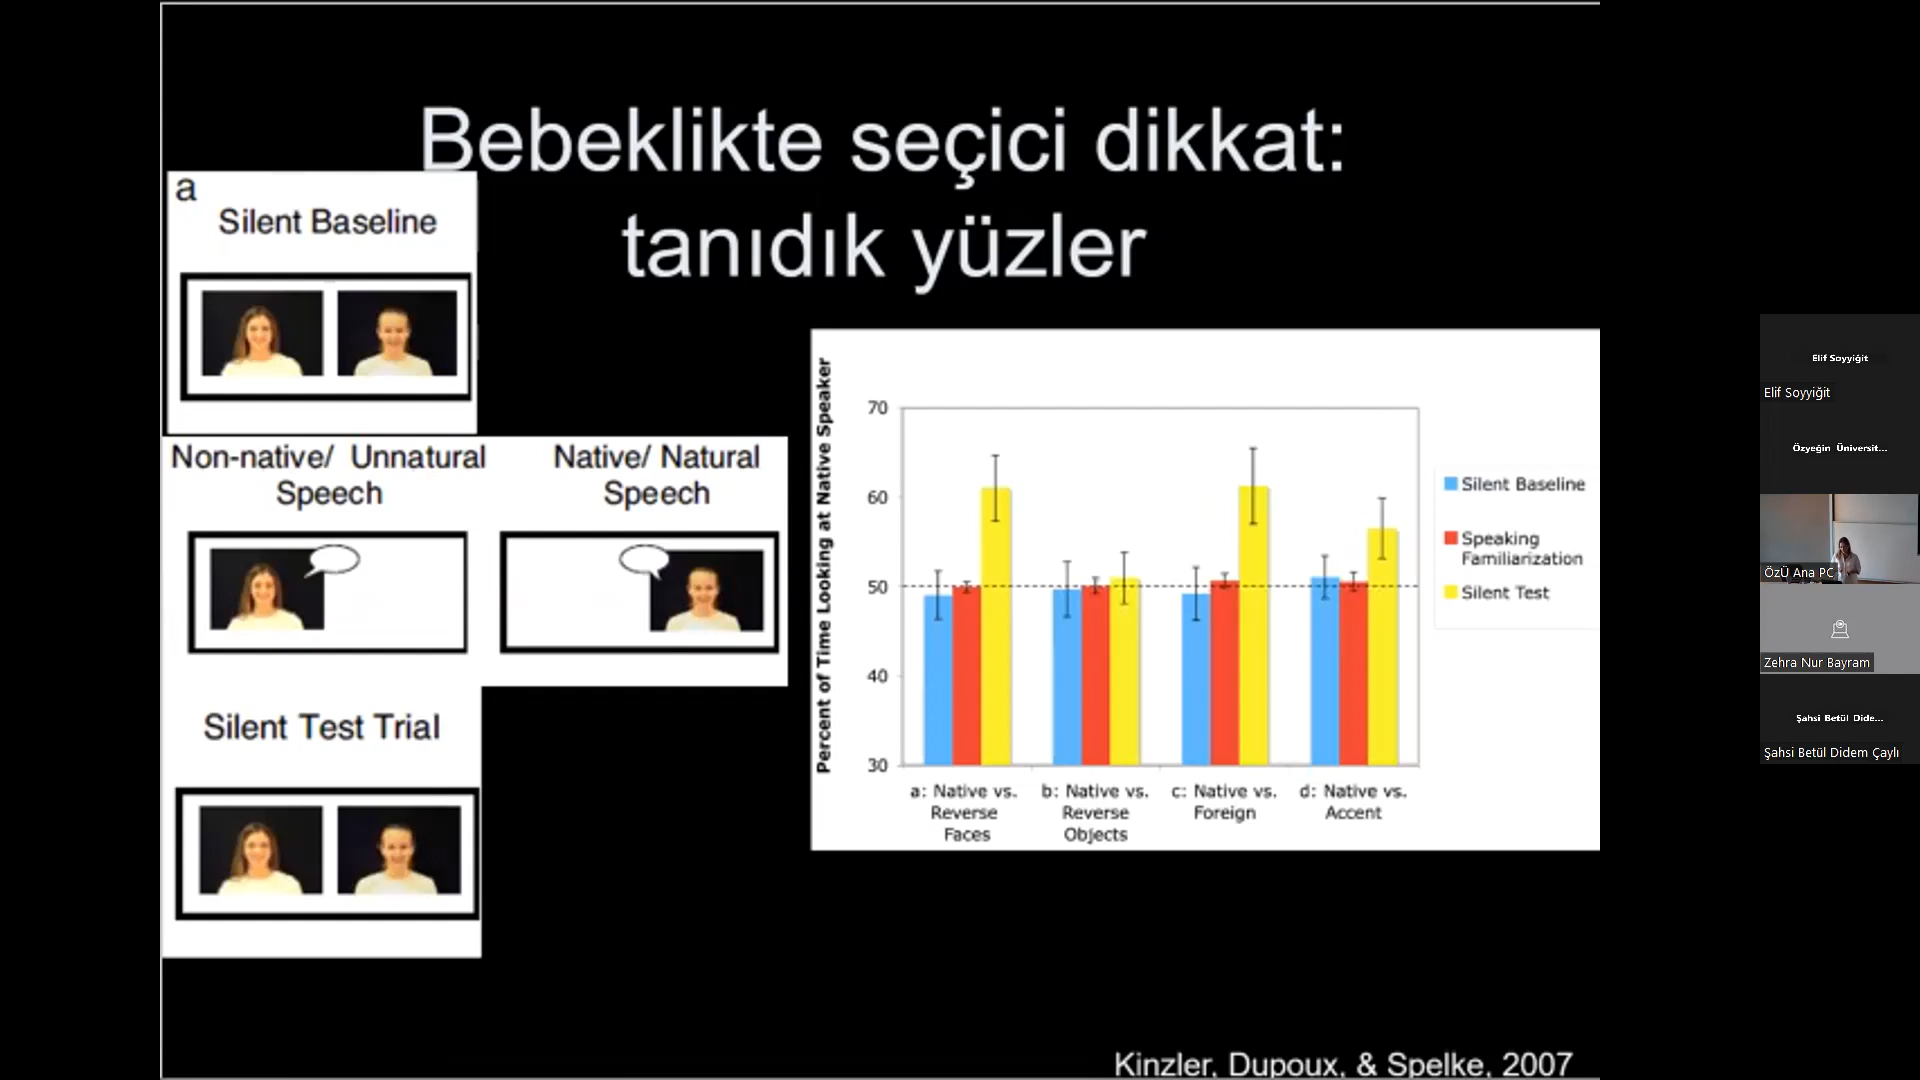 Bebeklikte seçici dikkat:
tanıdık yüzler
a
Silent Baseline
Non-native/ Unnatural
Speech
Native/ Natural
Speech
Silent Test Trial
Percent of Time Looking at Native Speaker
70
60
50
40
30
a: Native vs.
Reverse
Faces
b: Native vs.
Reverse
Objects
c: Native vs.
Foreign
d: Native vs.
Accent
Silent Baseline
Speaking
Familiarization
Silent Test
Kinzler, Dupoux, & Spelke, 2007
Elif Soyyiğit
Elif Soyyiğit
Özyeğin Üniversit...
ÖzÜ Ana PC
Zehra Nur Bayram
Şahsi Betül Dide...
Şahsi Betül Didem Çaylı